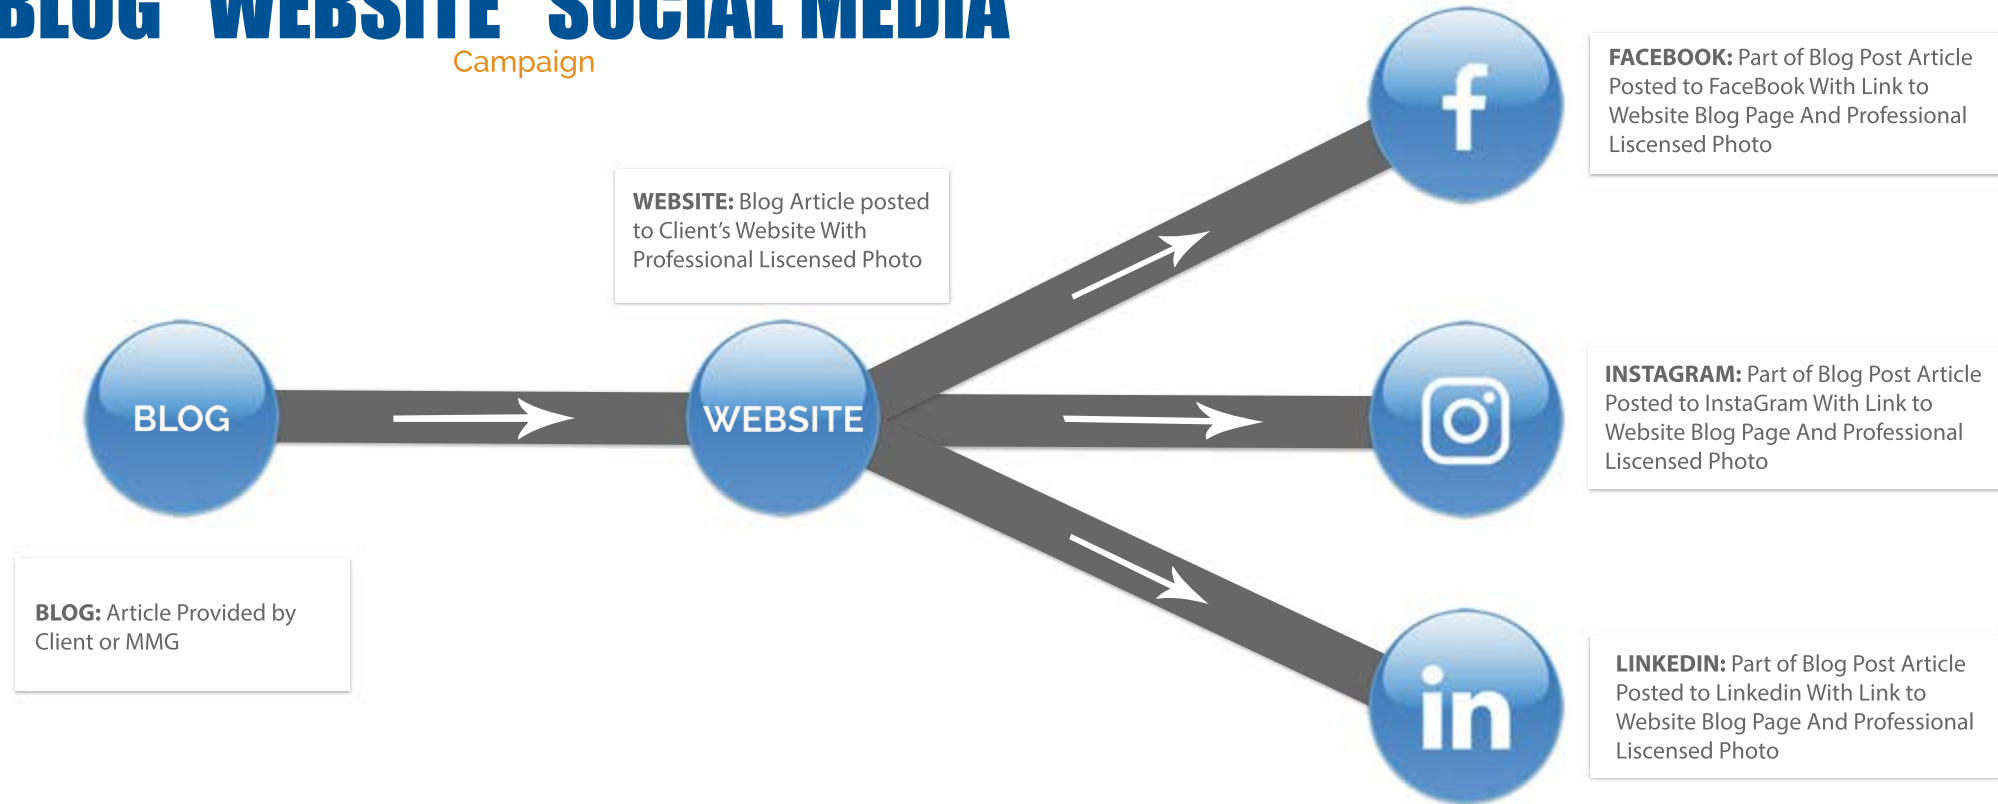 BLOG WEBSITE SOCIAL MEDIA
Campaign
FACEBOOK: Part of Blog Post Article
Posted to FaceBook With Link to
Website Blog Page And Professional
Liscensed Photo
WEBSITE: Blog Article posted
to Client’s Website With
Professional Liscensed Photo
BLOG
WEBSITE
INSTAGRAM: Part of Blog Post Article
Posted to InstaGram With Link to
Website Blog Page And Professional
Liscensed Photo
BLOG: Article Provided by
Client or MMG
in
LINKEDIN: Part of Blog Post Article
Posted to Linkedin With Link to
Website Blog Page And Professional
Liscensed Photo